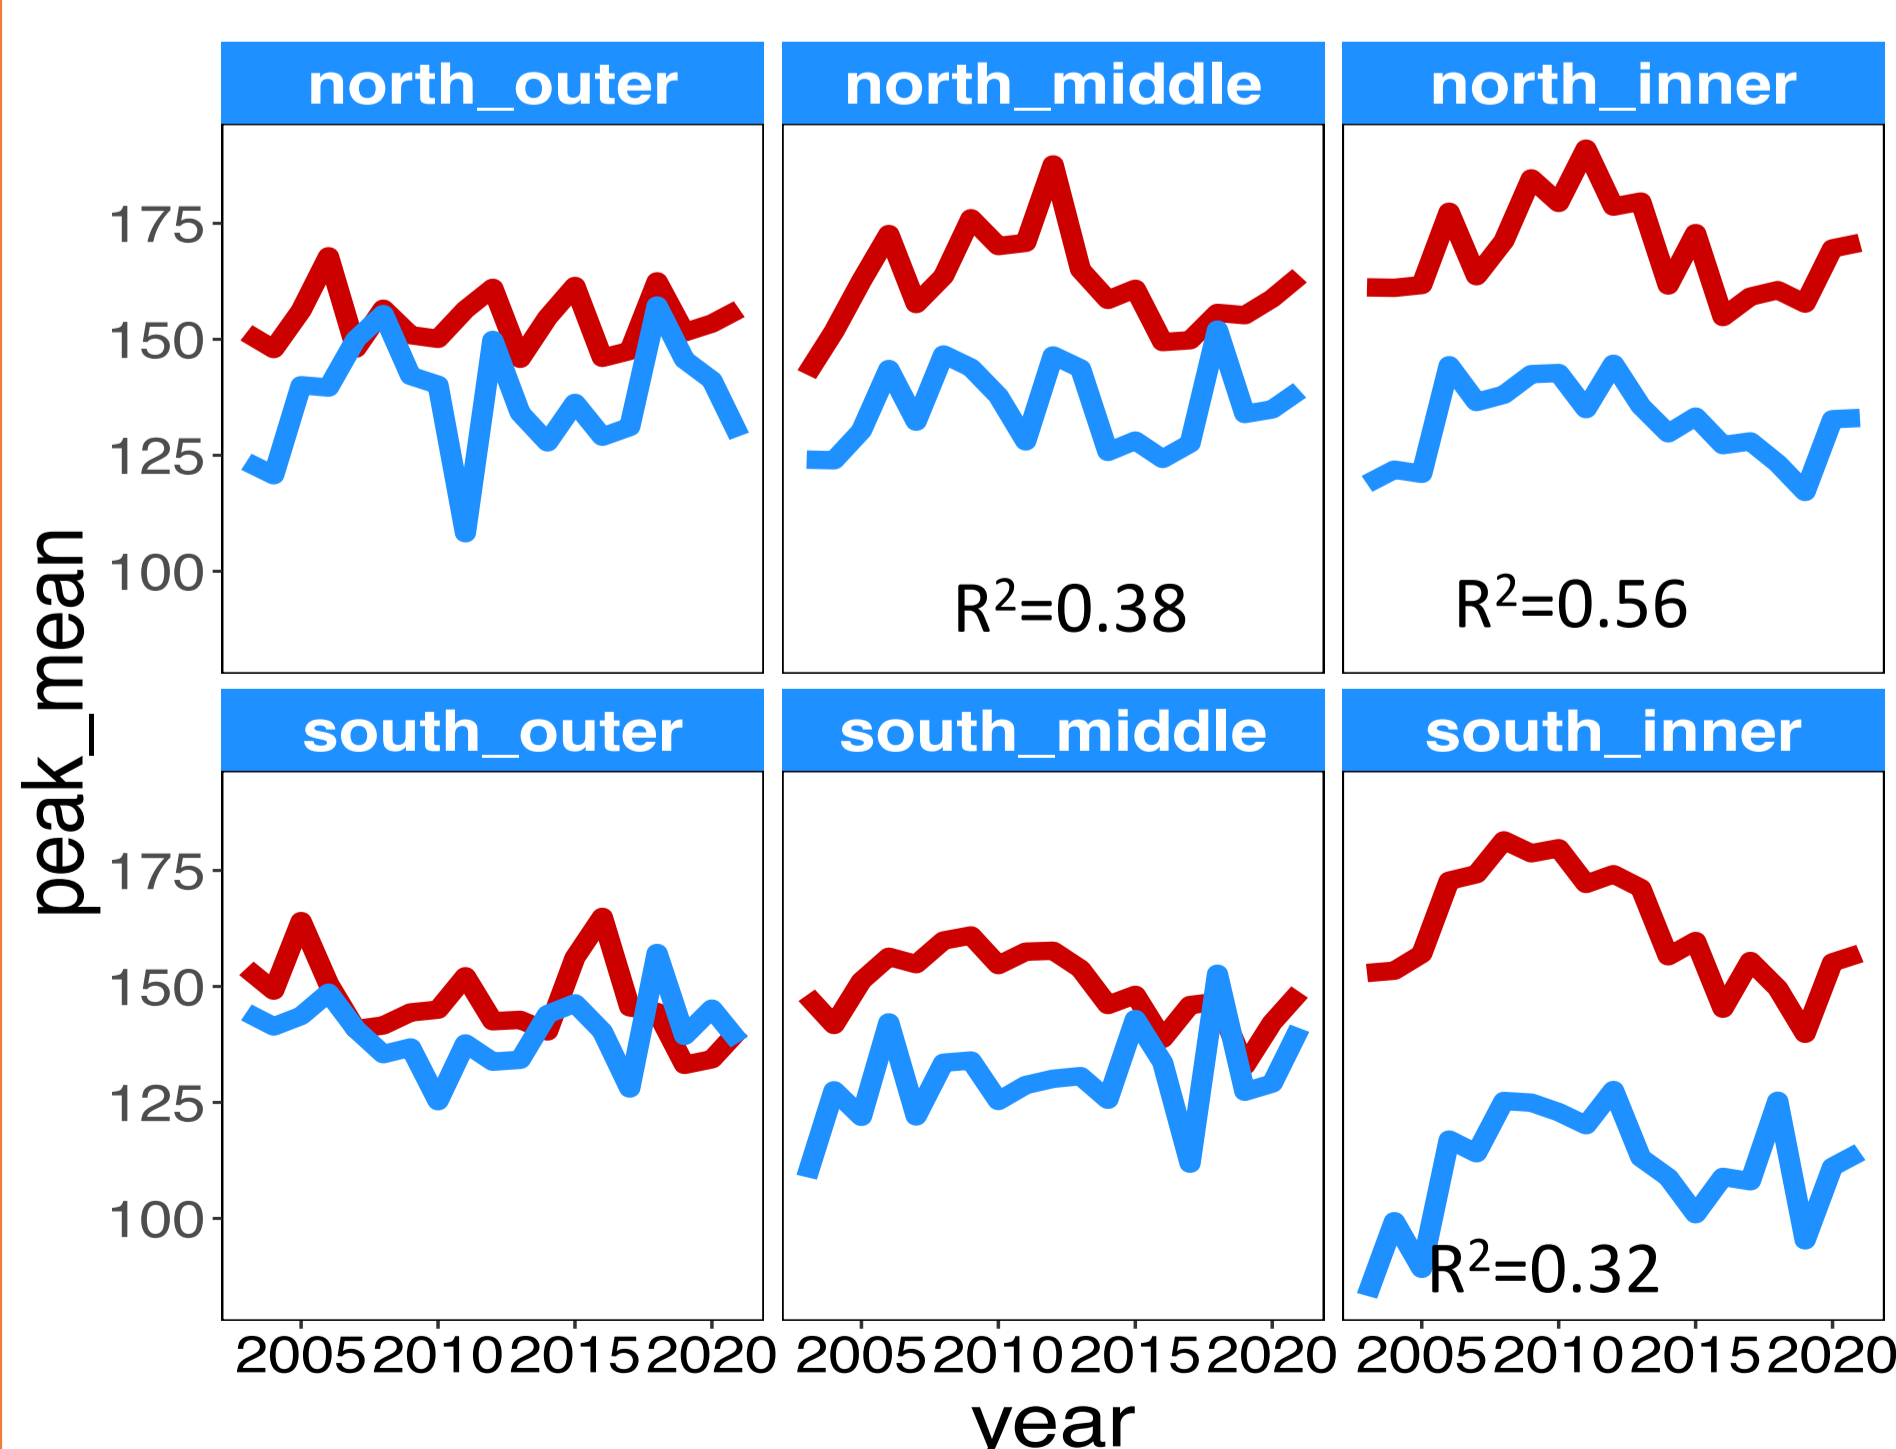 north_outer
north_middle
north_inner
175
150
125
100
R²=0.38
R²=0.56
peak_mean
south_outer
south_middle
south_inner
175
150
125
100
R²=0.32
2005 2010 2015 2020
2005 2010 2015 2020
2005 2010 2015 2020
year